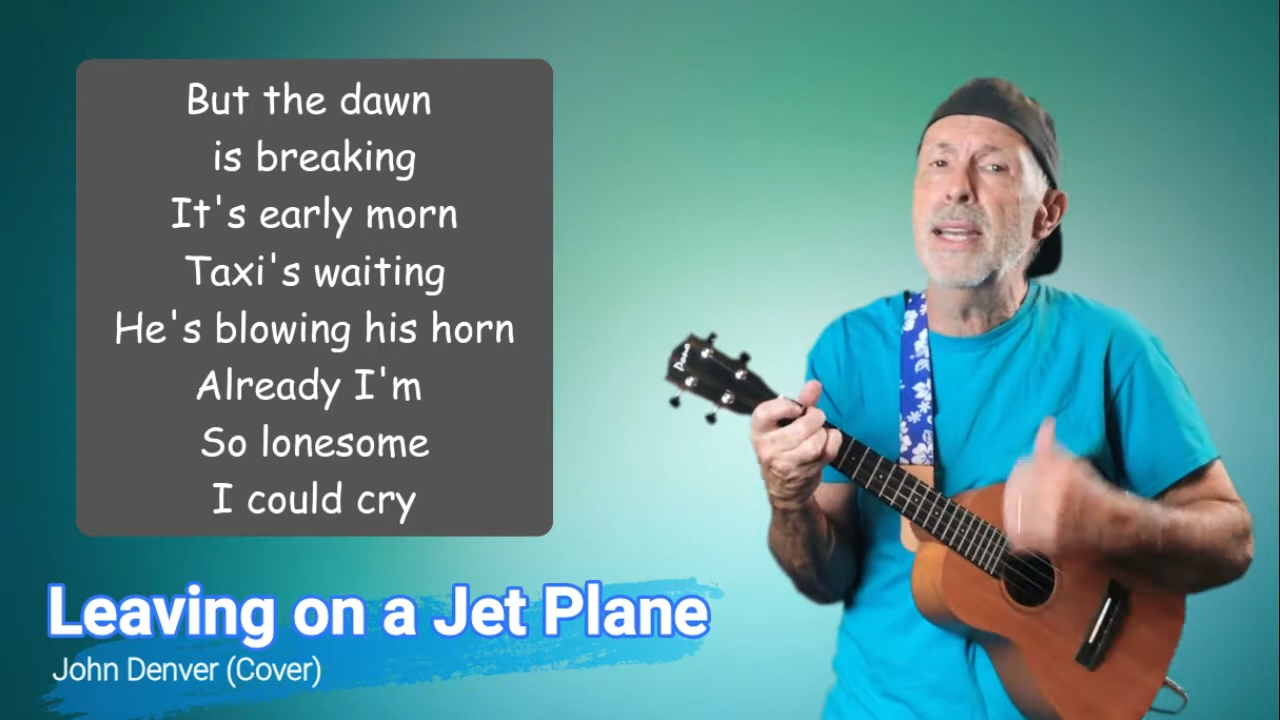 But the dawn
is breaking
It's early morn
Taxi's waiting
He's blowing his horn
Already I'm
So lonesome
I could cry
Pono
Leaving on a Jet Plane
John Denver (Cover)